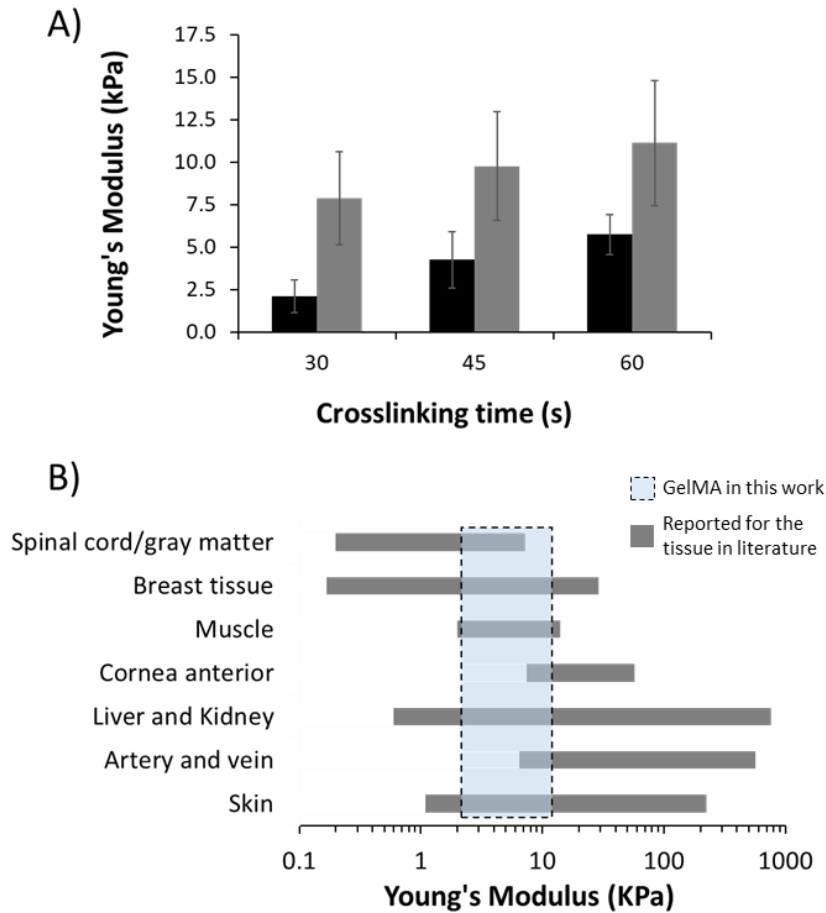 A)
17.5
15.0
12.5
10.0
7.5
5.0
2.5
0.0
Young's Modulus (kPa)
30 45 60
Crosslinking time (s)
B)
GelMA in this work
Reported for the
tissue in literature
Spinal cord/gray matter
Breast tissue
Muscle
Cornea anterior
Liver and Kidney
Artery and vein
Skin
0.1 1 10 100 1000
Young's Modulus (KPa)